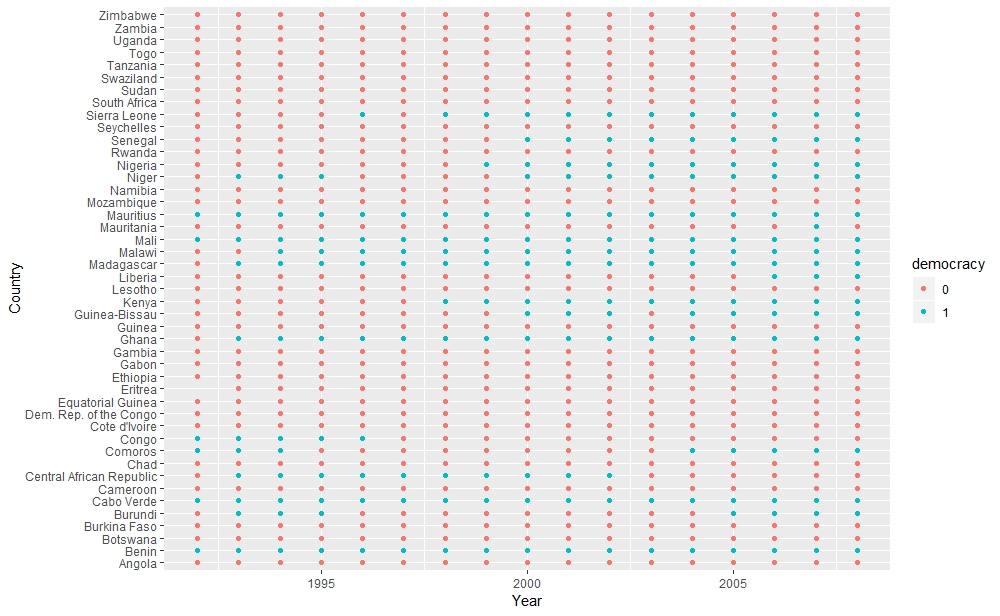 Zimbabwe
Zambia
Uganda
Togo
Tanzania
Swaziland
Sudan
South Africa
Sierra Leone
Seychelles
Senegal
Rwanda
Nigeria
Niger
Namibia
Mozambique
Mauritius
Mauritania
Mali
Malawi
Madagascar
Liberia
Lesotho
Kenya
Guinea-Bissau
Guinea
Ghana
Gambia
Gabon
Ethiopia
Eritrea
Equatorial Guinea
Dem. Rep. of the Congo
Cote d'Ivoire
Congo
Comoros
Chad
Central African Republic
Cameroon
Cabo Verde
Burundi
Burkina Faso
Botswana
Benin
Angola
Country
1995 2000 2005
Year
democracy
0
1